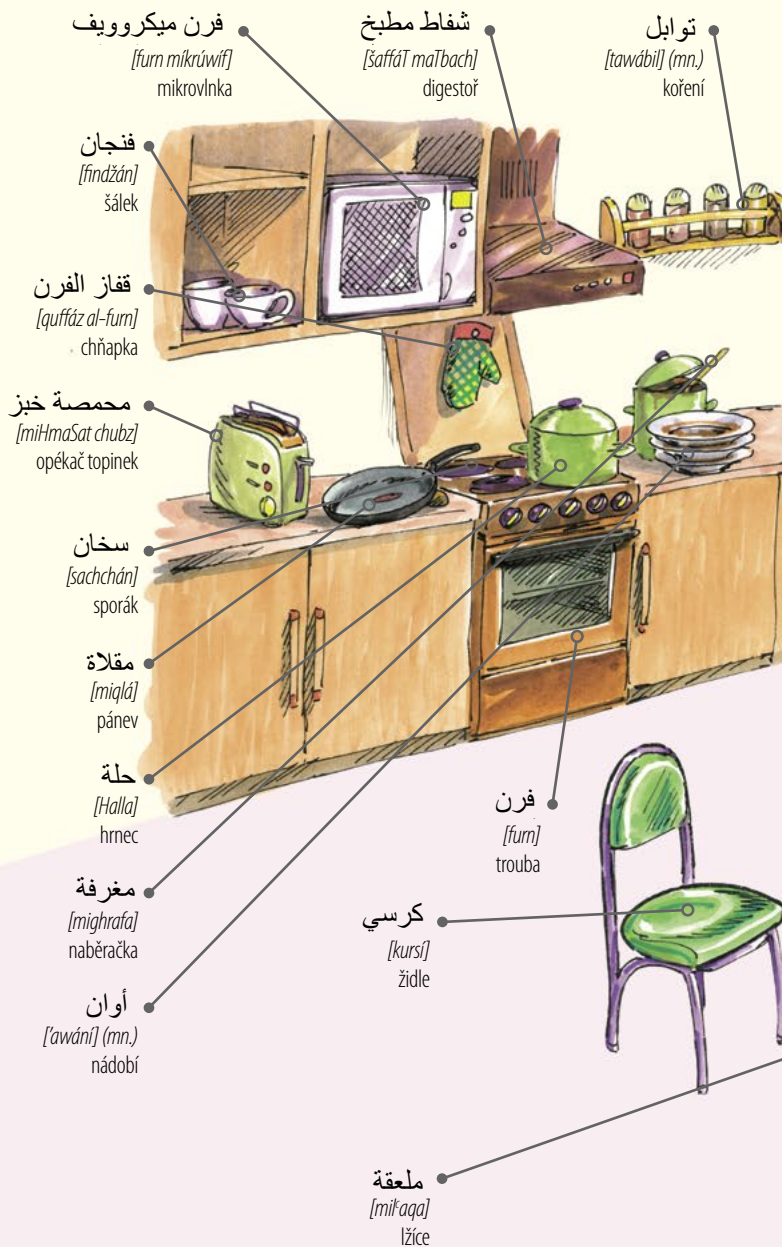 فرن ميكروويف
[furn míkrúwíf]
mikrovlnka
شفاط مطبخ
[šaffáT maTbach]
digestoř
توابل
[tawábil] (mn.)
koření
فنجان
[findžán]
šálek
قفاز الفرن
[quffáz al-furn]
chňapka
محمصة خبز
[miHmaSat chubz]
opékač topinek
سخان
[sachchán]
sporák
مقلاة
[miqlá]
pánev
حلة
[Halla]
hrnec
فرن
[furn]
trouba
مغرفة
[mighrafa]
naběračka
كرسي
[kursí]
židle
أوان
['awání] (mn.)
nádobí
ملعقة
[milᶜaqa]
lžíce